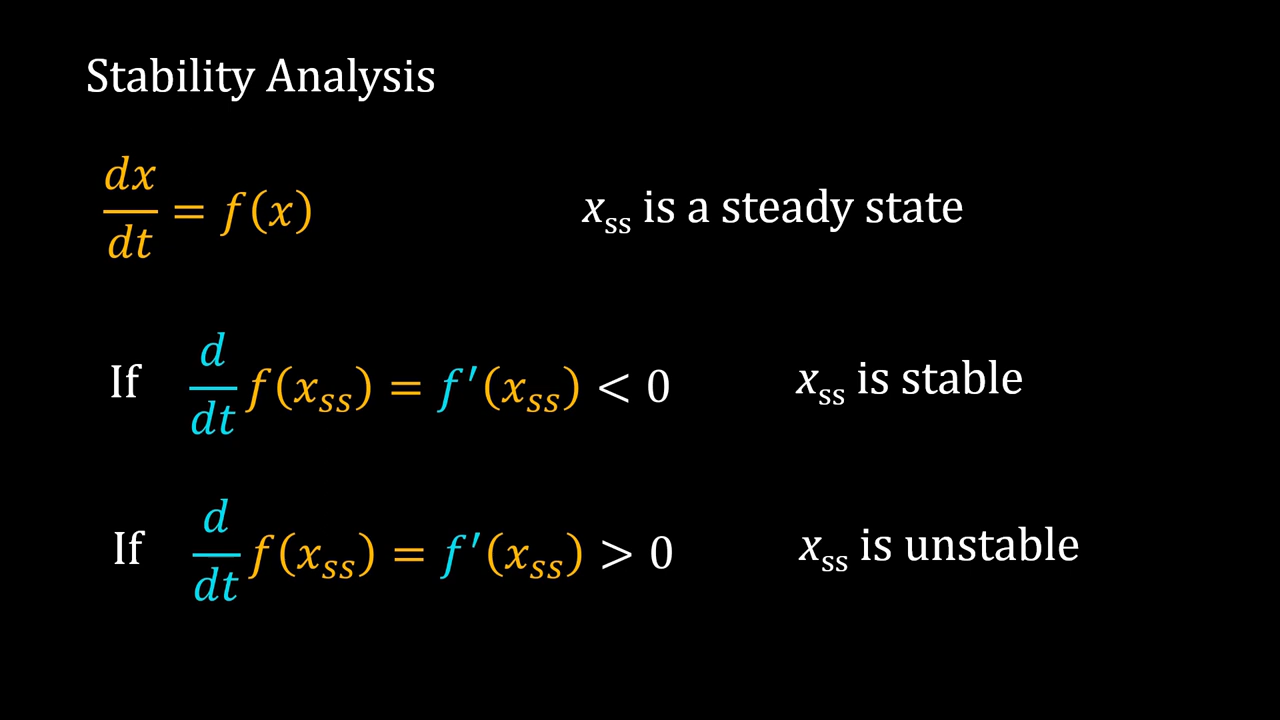 Stability Analysis
dx/dt = f(x) x_ss is a steady state
If d/dt f(x_ss) = f′(x_ss) < 0 x_ss is stable
If d/dt f(x_ss) = f′(x_ss) > 0 x_ss is unstable